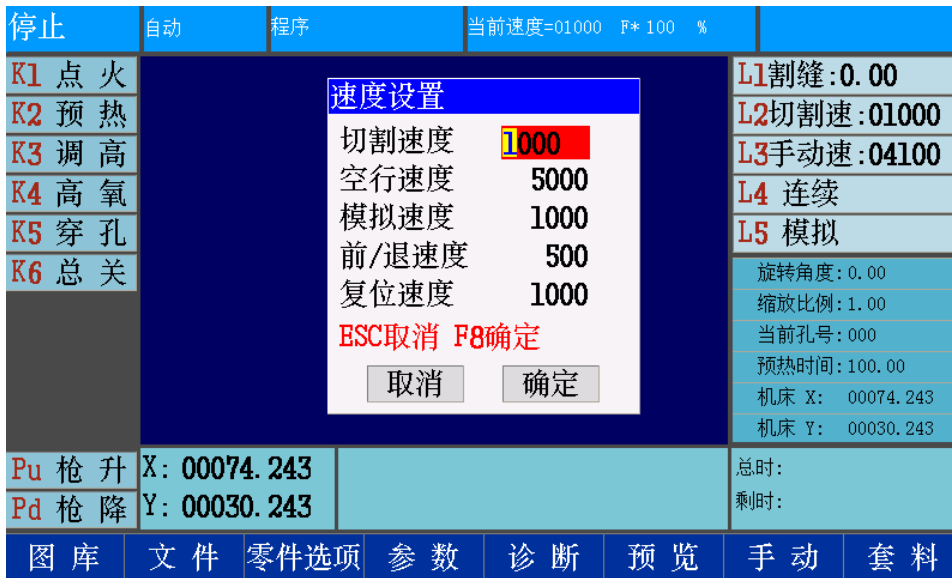 停止 自动 程序 当前速度=01000 F*100 %
K1 点 火
K2 预 热
K3 调 高
K4 高 氧
K5 穿 孔
K6 总 关
速度设置
切割速度 1000
空行速度 5000
模拟速度 1000
前/退速度 500
复位速度 1000
ESC取消 F8确定
取消 确定
L1割缝:0.00
L2切割速:01000
L3手动速:04100
L4 连续
L5 模拟
旋转角度:0.00
缩放比例:1.00
当前孔号:000
预热时间:100.00
机床 X: 00074.243
机床 Y: 00030.243
Pu 枪 升
Pd 枪 降
X: 00074.243
Y: 00030.243
总时:
剩时:
图 库 文 件 零件选项 参 数 诊 断 预 览 手 动 套 料